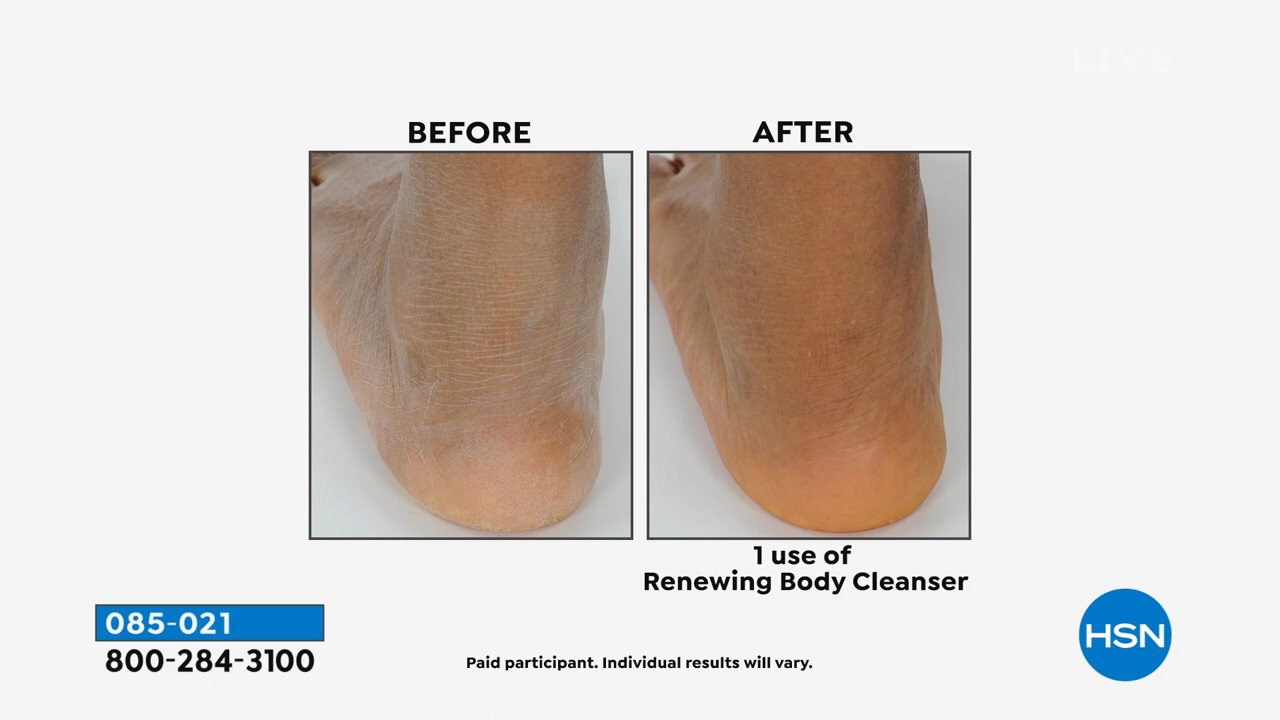 LIVE
BEFORE
AFTER
1 use of
Renewing Body Cleanser
085-021
800-284-3100
Paid participant. Individual results will vary.
HSN